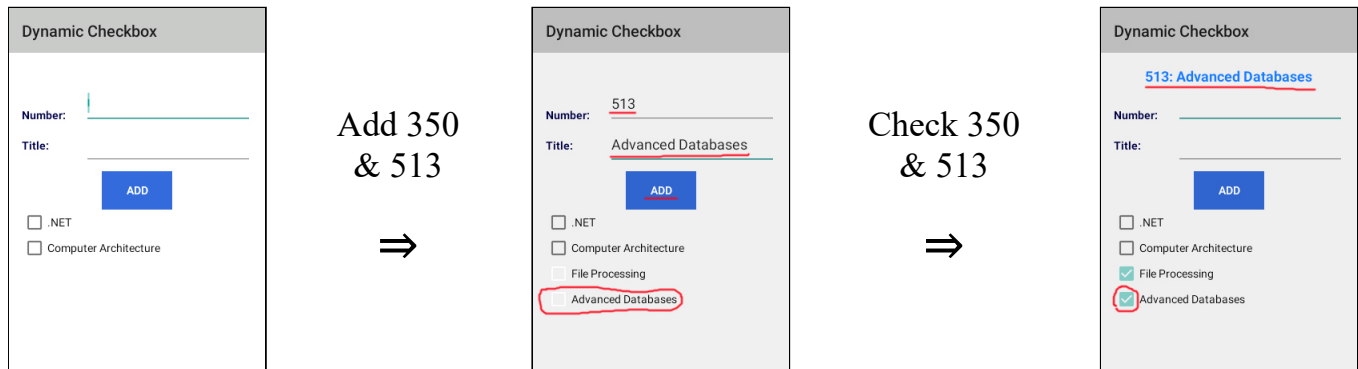 Dynamic Checkbox
Number:
Title:
ADD
.NET
Computer Architecture
Add 350
& 513
⇒
Dynamic Checkbox
Number: 513
Title: Advanced Databases
ADD
.NET
Computer Architecture
File Processing
Advanced Databases
Check 350
& 513
⇒
Dynamic Checkbox
513: Advanced Databases
Number:
Title:
ADD
.NET
Computer Architecture
File Processing
Advanced Databases